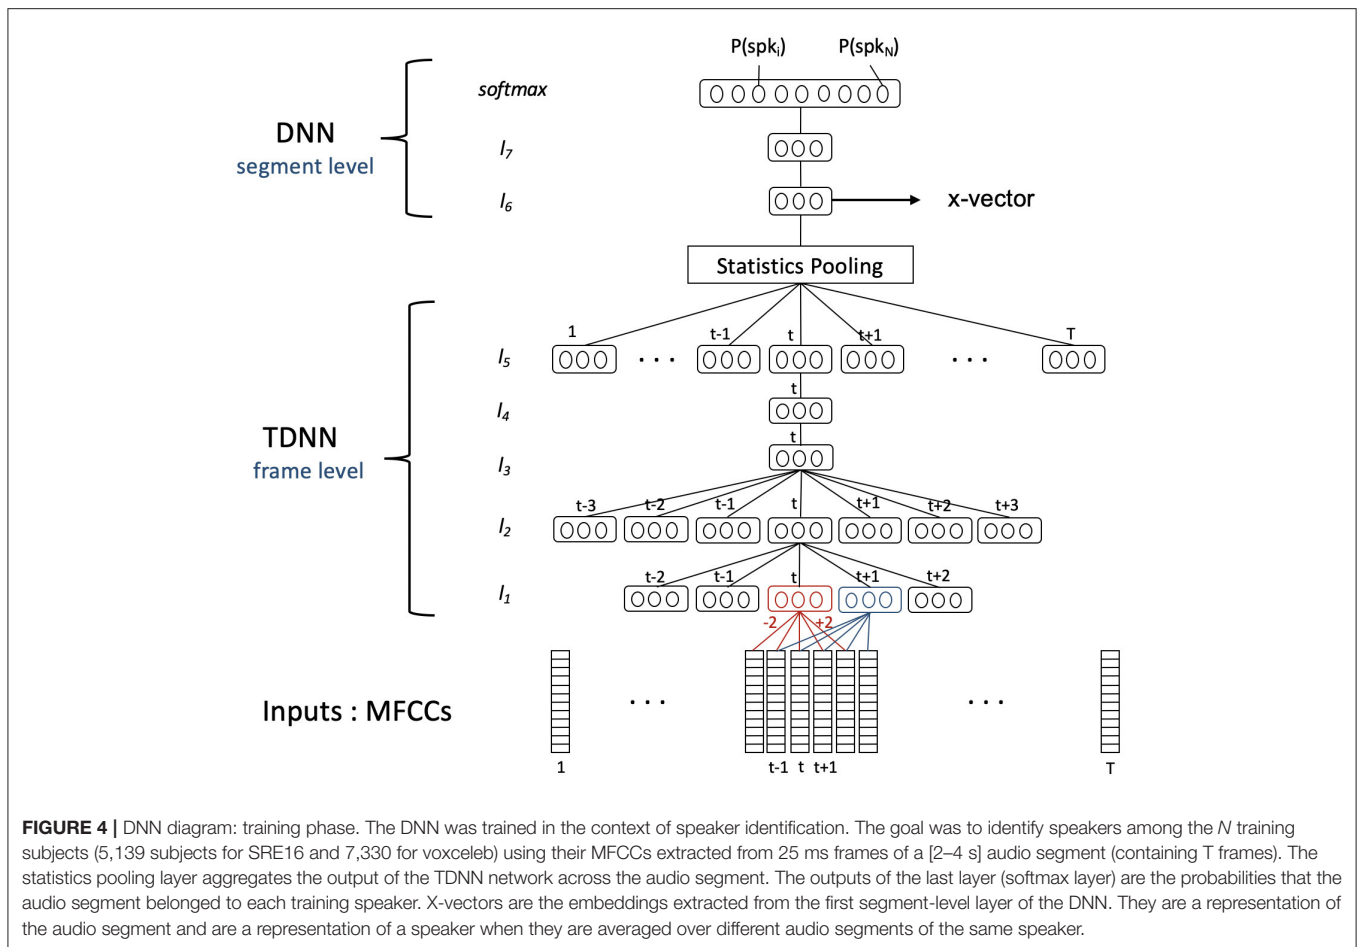 P(spkᵢ) P(spk_N)
softmax
DNN
segment level
l₇
l₆
x-vector
Statistics Pooling
1 t-1 t t+1 T
l₅ . . . . . .
t
l₄
t
TDNN
frame level
l₃
t-3 t-2 t-1 t t+1 t+2 t+3
l₂
t-2 t-1 t t+1 t+2
l₁
-2 +2
Inputs : MFCCs . . . . . .
1 t-1 t t+1 T
FIGURE 4 | DNN diagram: training phase. The DNN was trained in the context of speaker identification. The goal was to identify speakers among the N training
subjects (5,139 subjects for SRE16 and 7,330 for voxceleb) using their MFCCs extracted from 25 ms frames of a [2–4 s] audio segment (containing T frames). The
statistics pooling layer aggregates the output of the TDNN network across the audio segment. The outputs of the last layer (softmax layer) are the probabilities that the
audio segment belonged to each training speaker. X-vectors are the embeddings extracted from the first segment-level layer of the DNN. They are a representation of
the audio segment and are a representation of a speaker when they are averaged over different audio segments of the same speaker.